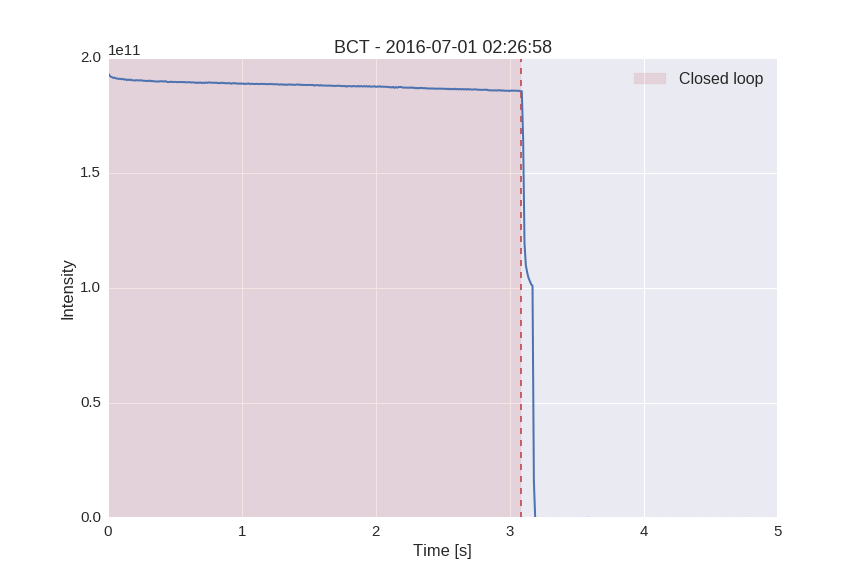 BCT - 2016-07-01 02:26:58
1e11
Closed loop
2.0
1.5
1.0
0.5
0.0
Intensity
0 1 2 3 4 5
Time [s]